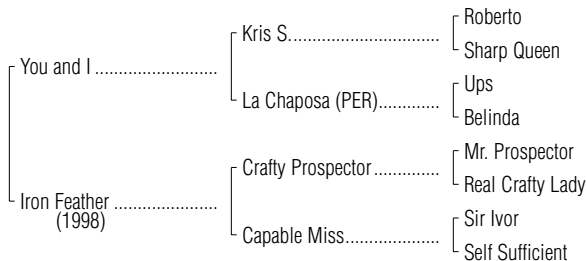 Roberto
Kris S.................................
Sharp Queen
You and I ..........................
Ups
La Chaposa (PER).............
Belinda
Mr. Prospector
Crafty Prospector ..............
Real Crafty Lady
Iron Feather ......................
(1998)
Sir Ivor
Capable Miss....................
Self Sufficient